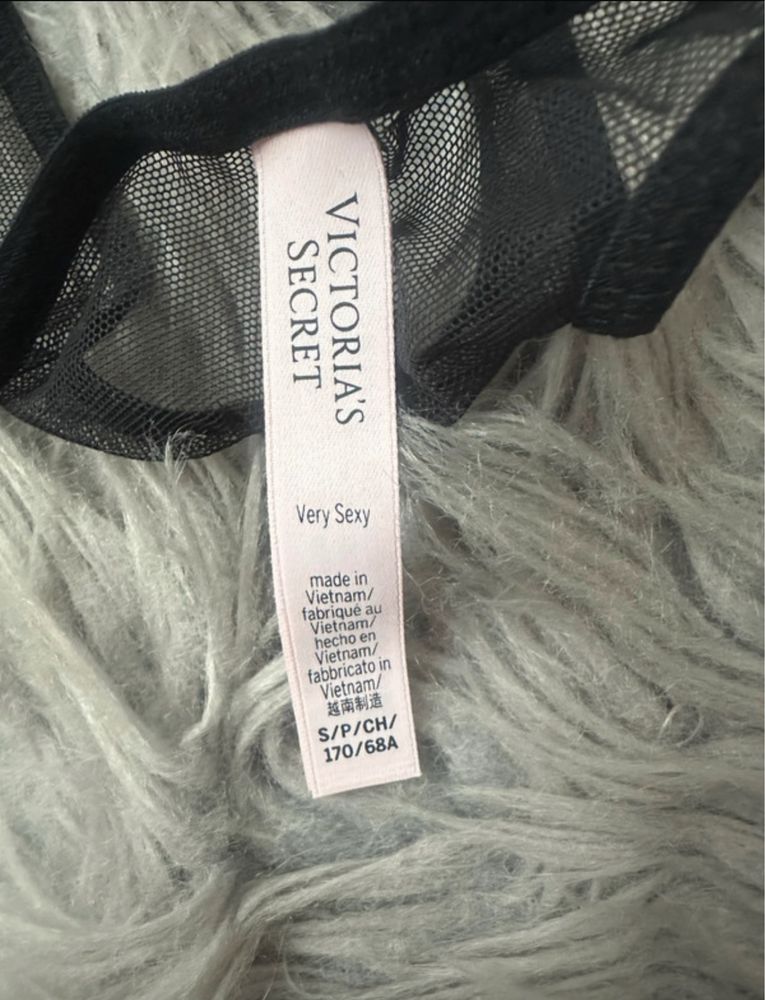 VICTORIA'S
SECRET
Very Sexy
made in
Vietnam/
fabriqué au
Vietnam/
hecho en
Vietnam/
fabbricato in
Vietnam/
越南制造
S/P/CH/
170/68A